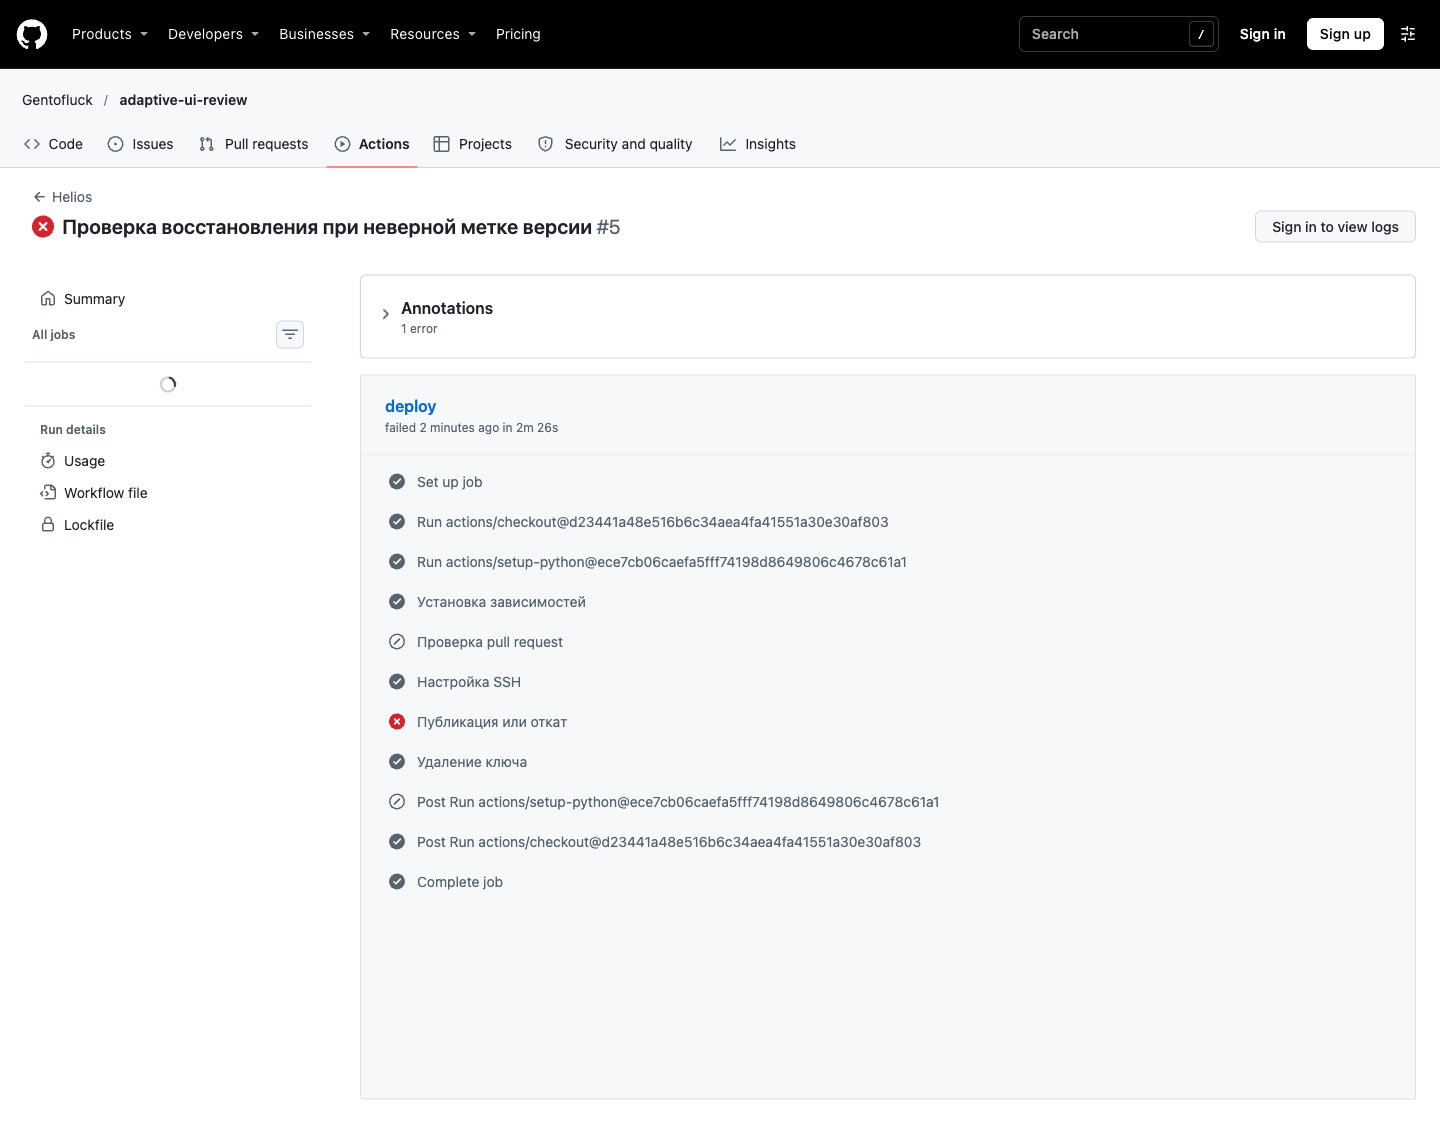 Products Developers Businesses Resources Pricing Search / Sign in Sign up
Gentofluck / adaptive-ui-review
Code Issues Pull requests Actions Projects Security and quality Insights
Helios
Проверка восстановления при неверной метке версии #5
Sign in to view logs
Summary
All jobs
Run details
Usage
Workflow file
Lockfile
Annotations
1 error
deploy
failed 2 minutes ago in 2m 26s
Set up job
Run actions/checkout@d23441a48e516b6c34aea4fa41551a30e30af803
Run actions/setup-python@ece7cb06caefa5fff74198d8649806c4678c61a1
Установка зависимостей
Проверка pull request
Настройка SSH
Публикация или откат
Удаление ключа
Post Run actions/setup-python@ece7cb06caefa5fff74198d8649806c4678c61a1
Post Run actions/checkout@d23441a48e516b6c34aea4fa41551a30e30af803
Complete job